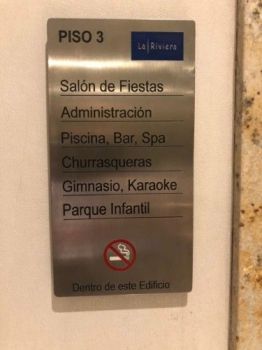 PISO 3
La Riviera
Salón de Fiestas
Administración
Piscina, Bar, Spa
Churrasqueras
Gimnasio, Karaoke
Parque Infantil
Dentro de este Edificio